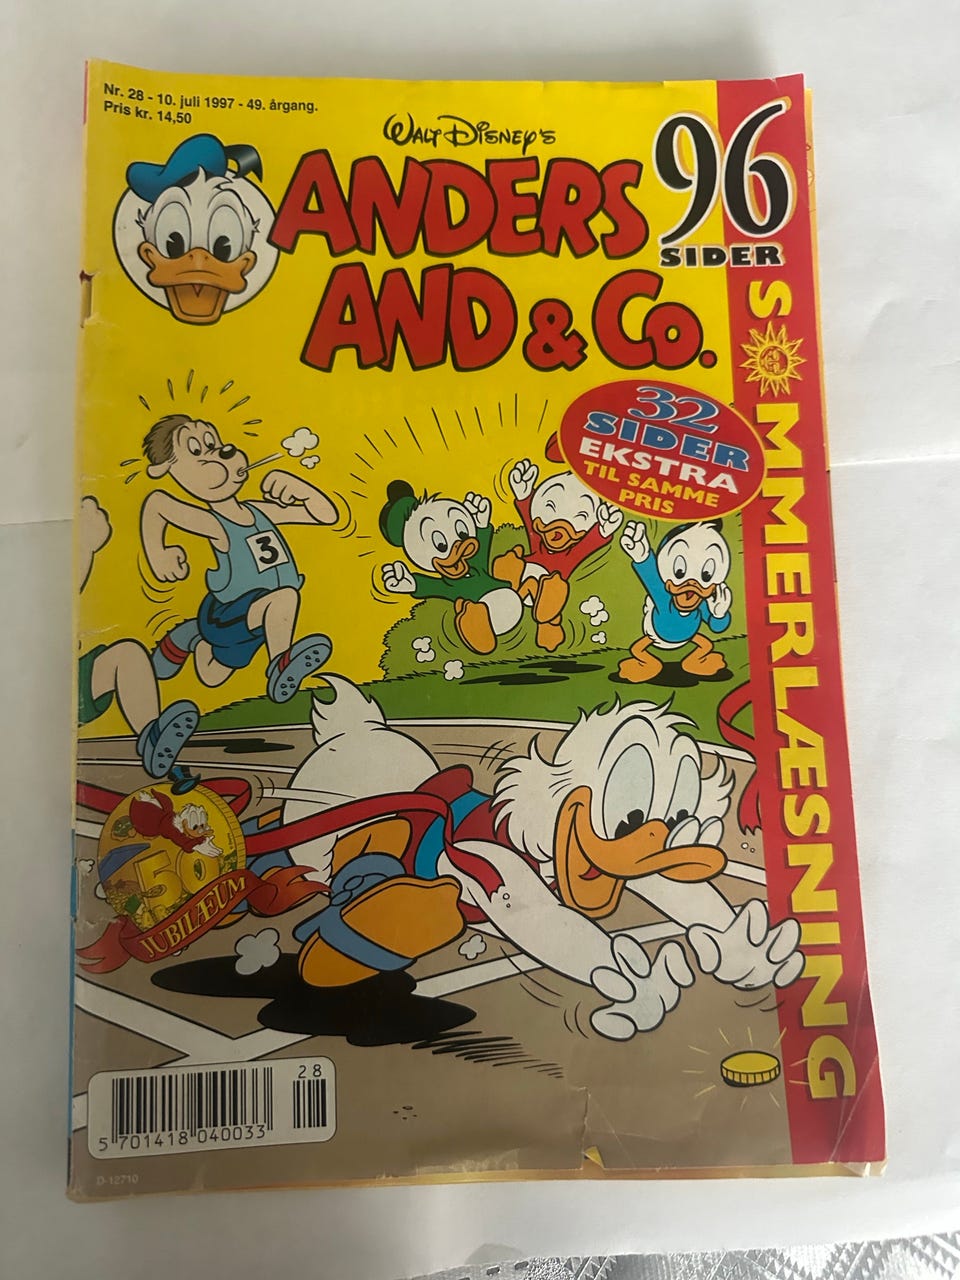 Nr. 28 - 10. juli 1997 - 49. årgang.
Pris kr. 14,50
WALT DISNEY'S
ANDERS
AND & Co.
96
SIDER
SOMMERLÆSNING
32
SIDER
EKSTRA
TIL SAMME
PRIS
3
50
JUBILÆUM
28
5 701418 040033
D-12710